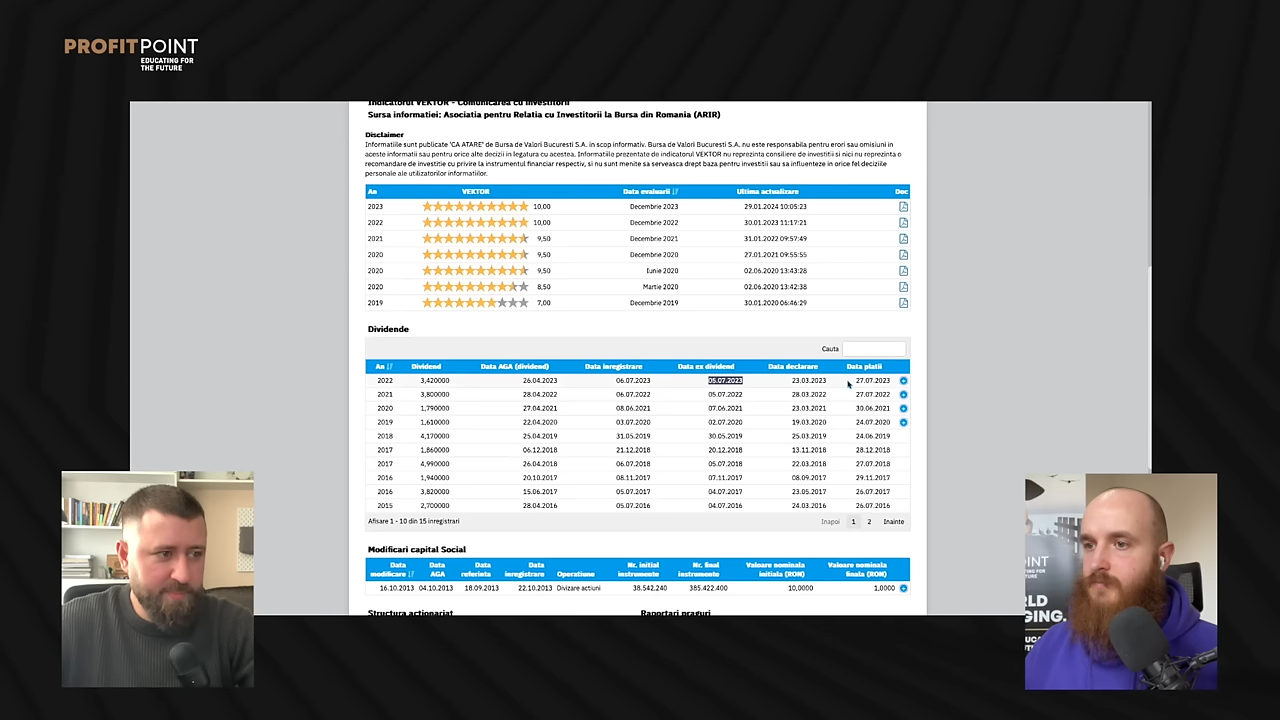 PROFITPOINT
EDUCATING FOR
THE FUTURE
Indicatorul VEKTOR - Comunicarea cu investitorii
Sursa informatiei: Asociatia pentru Relatia cu Investitorii la Bursa din Romania (ARIR)
Disclaimer
Informatiile sunt publicate 'CA ATARE' de Bursa de Valori Bucuresti S.A. in scop informativ. Bursa de Valori Bucuresti S.A. nu este responsabila pentru erori sau omisiuni in
aceste informatii sau pentru orice alte decizii in legatura cu acestea. Informatiile prezentate de indicatorul VEKTOR nu reprezinta consiliere de investitii si nici nu reprezinta o
recomandare de investitie cu privire la instrumentul financiar respectiv, si nu sunt menite sa serveasca drept baza pentru investitii sau sa influenteze in orice fel deciziile
personale ale utilizatorilor informatiilor.
An VEKTOR Data evaluarii Ultima actualizare Doc
2023 10,00 Decembrie 2023 29.01.2024 10:05:23
2022 10,00 Decembrie 2022 30.01.2023 11:17:21
2021 9,50 Decembrie 2021 31.01.2022 09:57:49
2020 9,50 Decembrie 2020 27.01.2021 09:55:55
2020 9,50 Iunie 2020 02.06.2020 13:43:28
2020 8,50 Martie 2020 02.06.2020 13:42:38
2019 7,00 Decembrie 2019 30.01.2020 06:46:29
Dividende
Cauta
An Dividend Data AGA (dividend) Data inregistrare Data ex dividend Data declarare Data platii
2022 3,420000 26.04.2023 06.07.2023 05.07.2023 23.03.2023 27.07.2023
2021 3,800000 28.04.2022 06.07.2022 05.07.2022 28.03.2022 27.07.2022
2020 1,790000 27.04.2021 08.06.2021 07.06.2021 23.03.2021 30.06.2021
2019 1,610000 22.04.2020 03.07.2020 02.07.2020 19.03.2020 24.07.2020
2018 4,170000 25.04.2019 31.05.2019 30.05.2019 25.03.2019 24.06.2019
2017 1,860000 06.12.2018 21.12.2018 20.12.2018 13.11.2018 28.12.2018
2017 4,990000 26.04.2018 06.07.2018 05.07.2018 22.03.2018 27.07.2018
2016 1,940000 20.10.2017 08.11.2017 07.11.2017 08.09.2017 29.11.2017
2016 3,820000 15.06.2017 05.07.2017 04.07.2017 23.05.2017 26.07.2017
2015 2,700000 28.04.2016 05.07.2016 04.07.2016 24.03.2016 26.07.2016
Afisare 1 - 10 din 15 inregistrari Inapoi 1 2 Inainte
Modificari capital Social
Data modificare Data AGA Data referinta Data inregistrare Operatiune Nr. initial instrumente Nr. final instrumente Valoare nominala initiala (RON) Valoare nominala finala (RON)
16.10.2013 04.10.2013 18.09.2013 22.10.2013 Divizare actiuni 38.542.240 385.422.400 10,0000 1,0000
Structura actionariat Raportari praguri